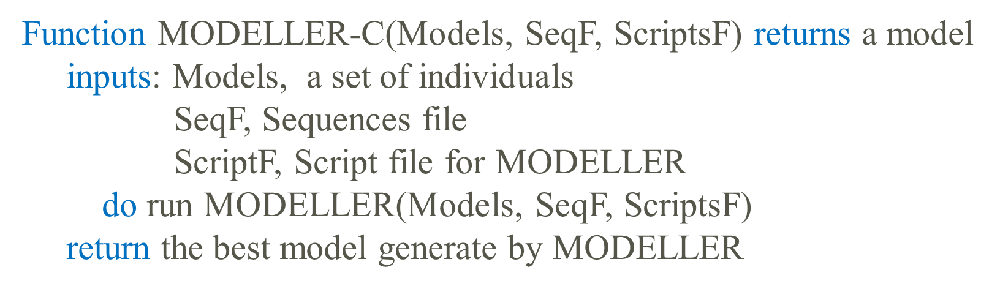 Function MODELLER-C(Models, SeqF, ScriptsF) returns a model
inputs: Models, a set of individuals
SeqF, Sequences file
ScriptF, Script file for MODELLER
do run MODELLER(Models, SeqF, ScriptsF)
return the best model generate by MODELLER